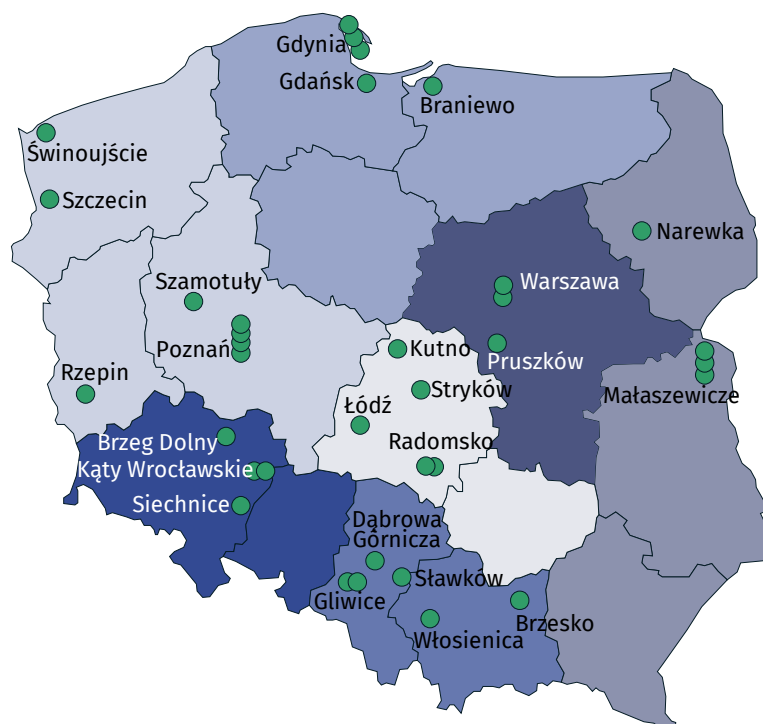 Gdynia
Gdańsk
Braniewo
Świnoujście
Szczecin
Narewka
Szamotuły
Warszawa
Poznań
Kutno
Pruszków
Rzepin
Stryków
Małaszewicze
Łódź
Brzeg Dolny
Radomsko
Kąty Wrocławskie
Siechnice
Dąbrowa
Górnicza
Sławków
Gliwice
Brzesko
Włosienica